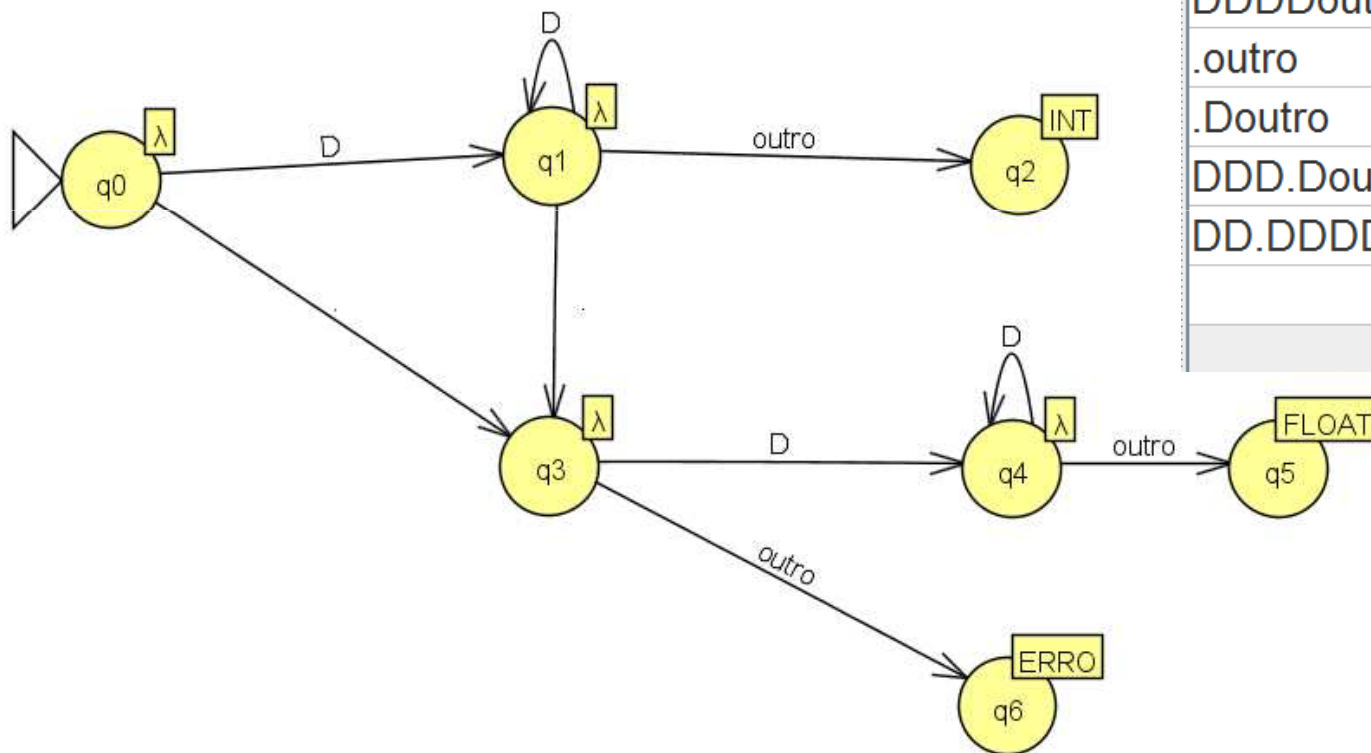 D
λ
q0
D
λ
q1
outro
INT
q2
.
.
λ
q3
D
D
λ
q4
outro
FLOAT
q5
outro
ERRO
q6
.outro
.Doutro